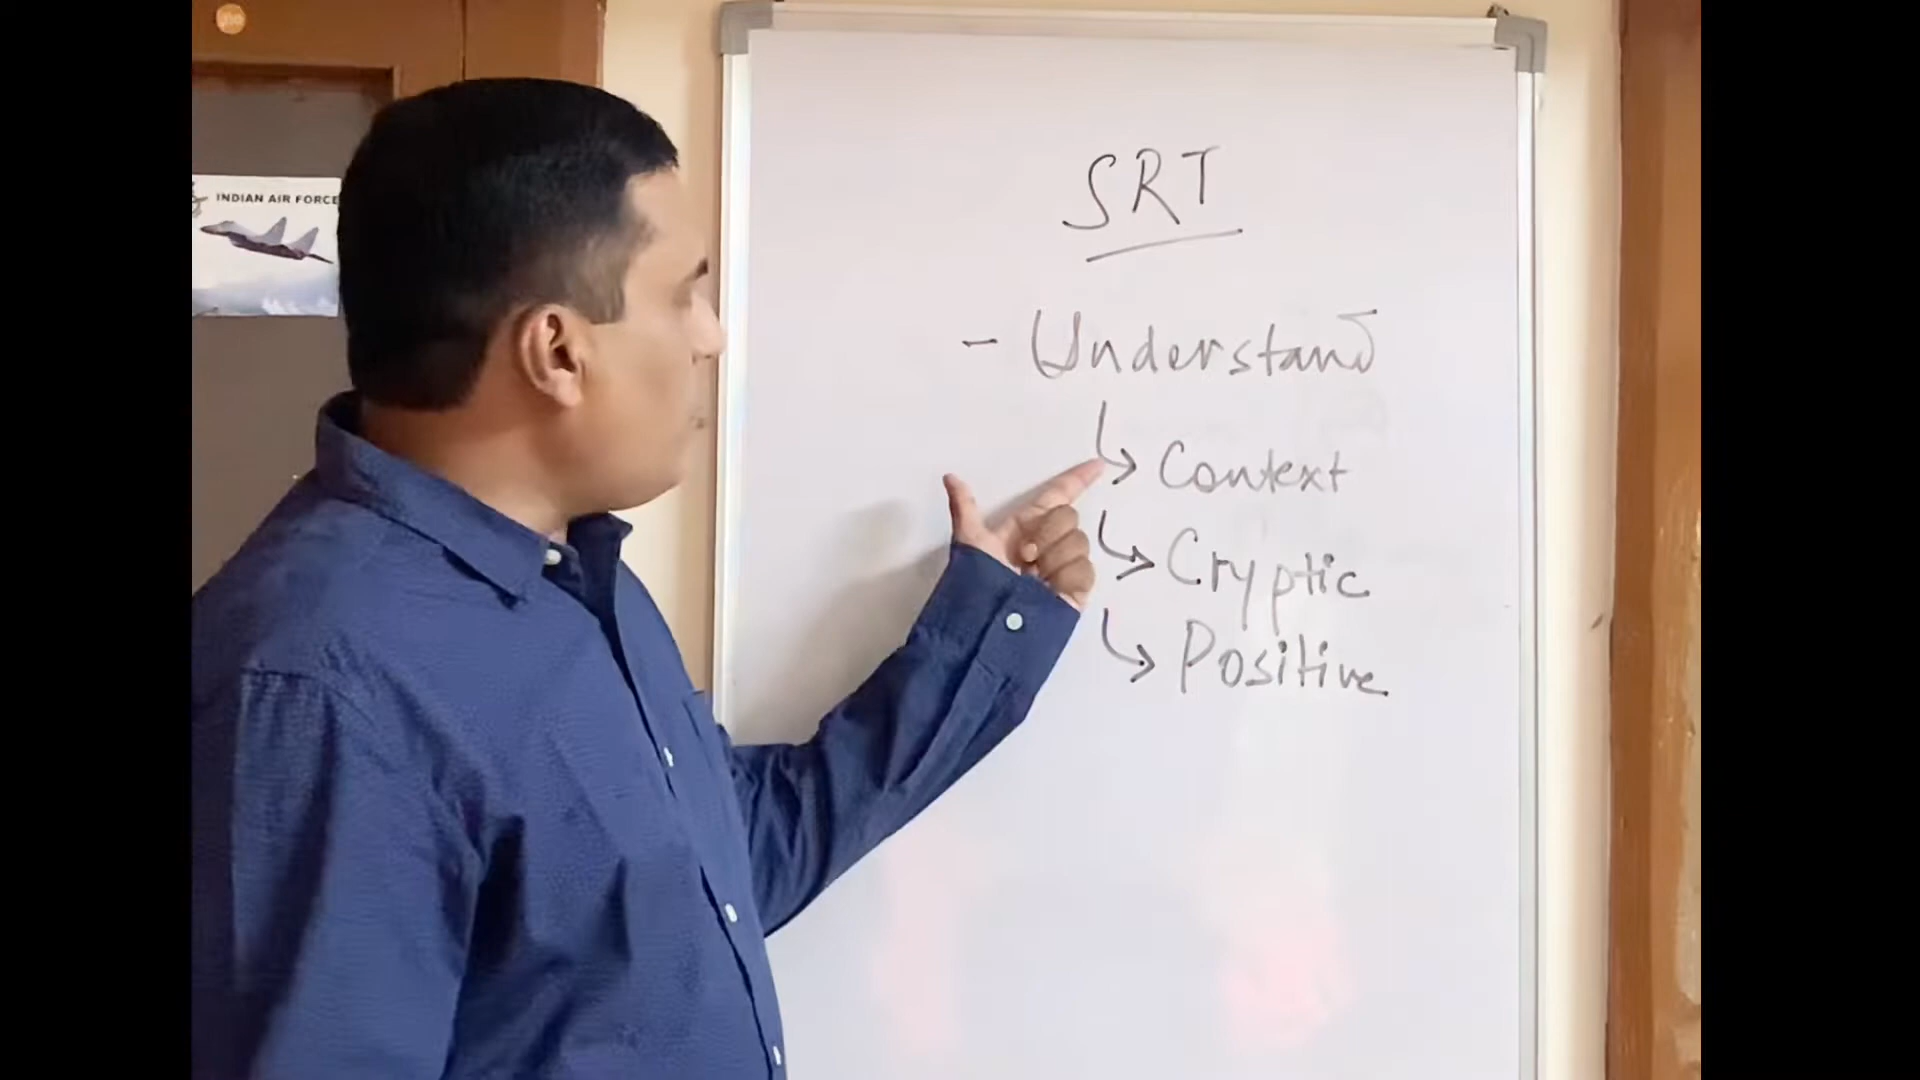 INDIAN AIR FORCE
SRT
- Understand
↳ Context
↳ Cryptic
↳ Positive